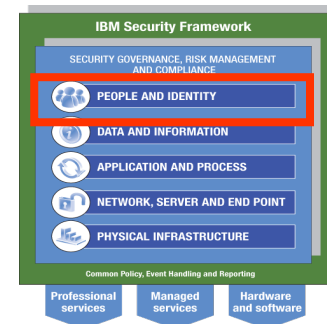 IBM Security Framework
SECURITY GOVERNANCE, RISK MANAGEMENT
AND COMPLIANCE
PEOPLE AND IDENTITY
DATA AND INFORMATION
APPLICATION AND PROCESS
NETWORK, SERVER AND END POINT
PHYSICAL INFRASTRUCTURE
Common Policy, Event Handling and Reporting
Professional
services
Managed
services
Hardware
and software